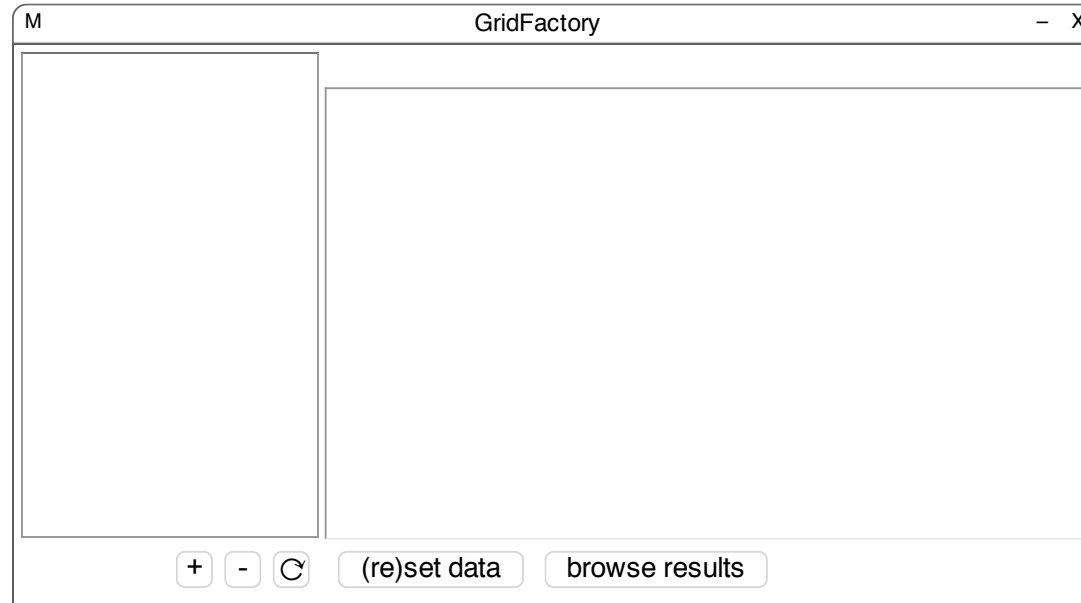 M GridFactory – X
+ - (re)set data browse results